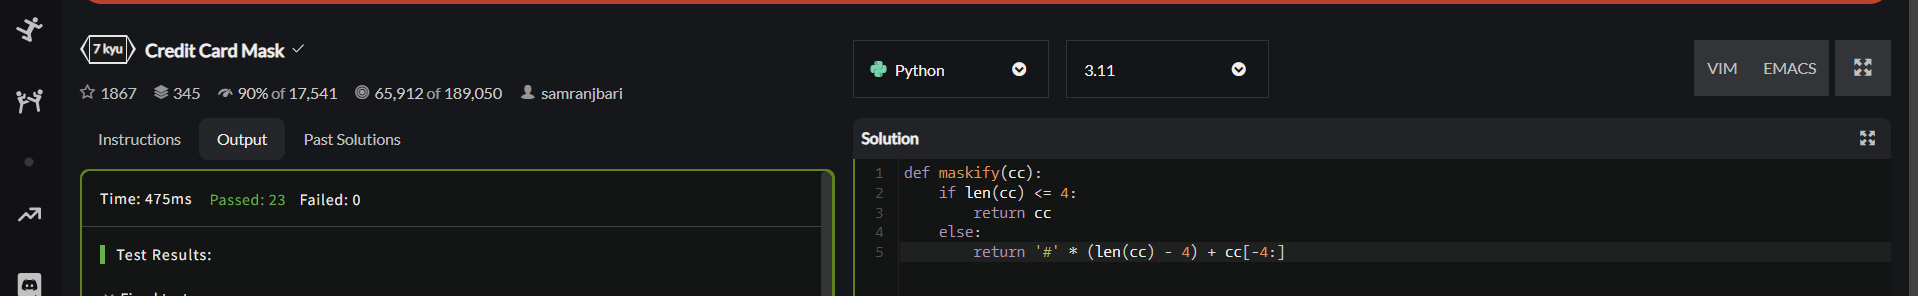 7 kyu Credit Card Mask
1867 345 90% of 17,541 65,912 of 189,050 samranjbari
Instructions Output Past Solutions
Time: 475ms Passed: 23 Failed: 0
Test Results:
Python 3.11 VIM EMACS
Solution
1 def maskify(cc):
2     if len(cc) <= 4:
3         return cc
4     else:
5         return '#' * (len(cc) - 4) + cc[-4:]